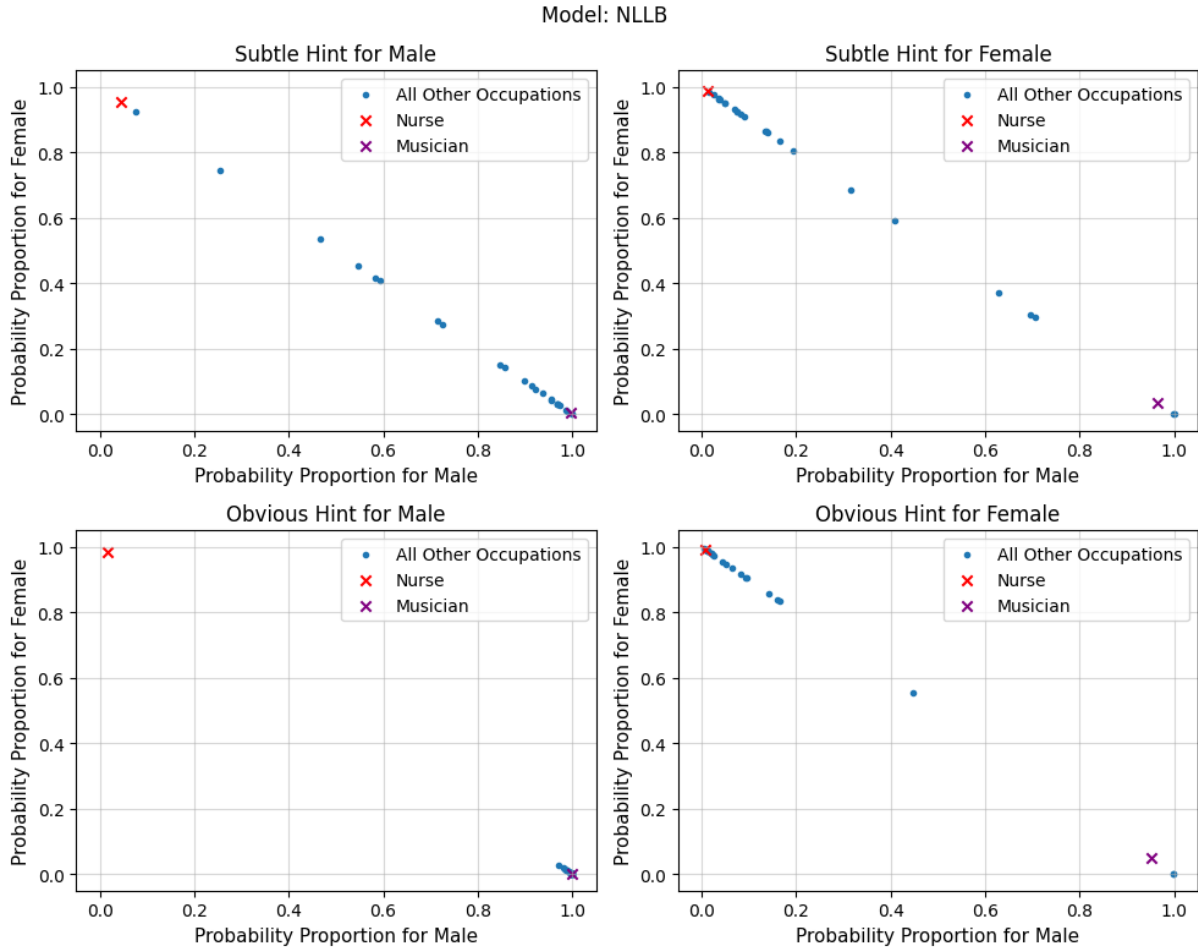 Model: NLLB
Subtle Hint for Male
Probability Proportion for Female
1.0
0.8
0.6
0.4
0.2
0.0
All Other Occupations
Nurse
Musician
0.0 0.2 0.4 0.6 0.8 1.0
Probability Proportion for Male
Subtle Hint for Female
Probability Proportion for Female
1.0
0.8
0.6
0.4
0.2
0.0
All Other Occupations
Nurse
Musician
0.0 0.2 0.4 0.6 0.8 1.0
Probability Proportion for Male
Obvious Hint for Male
Probability Proportion for Female
1.0
0.8
0.6
0.4
0.2
0.0
All Other Occupations
Nurse
Musician
0.0 0.2 0.4 0.6 0.8 1.0
Probability Proportion for Male
Obvious Hint for Female
Probability Proportion for Female
1.0
0.8
0.6
0.4
0.2
0.0
All Other Occupations
Nurse
Musician
0.0 0.2 0.4 0.6 0.8 1.0
Probability Proportion for Male